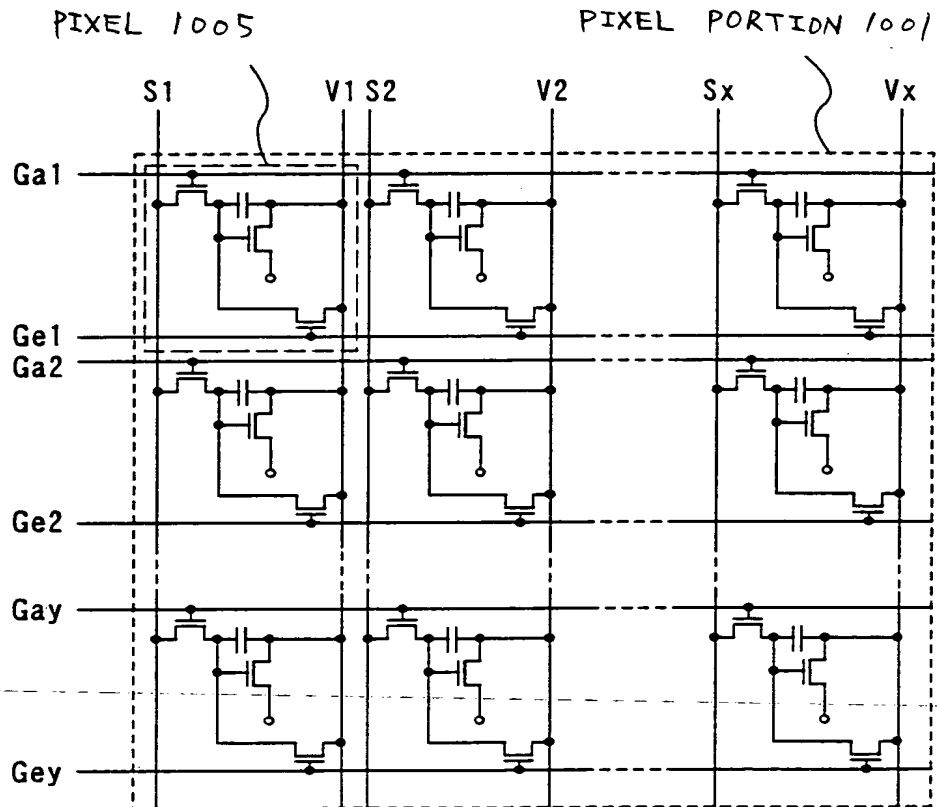 PIXEL 1005 PIXEL PORTION 1001
S1 V1 S2 V2 Sx Vx
Ga1
Ge1
Ga2
Ge2
Gay
Gey